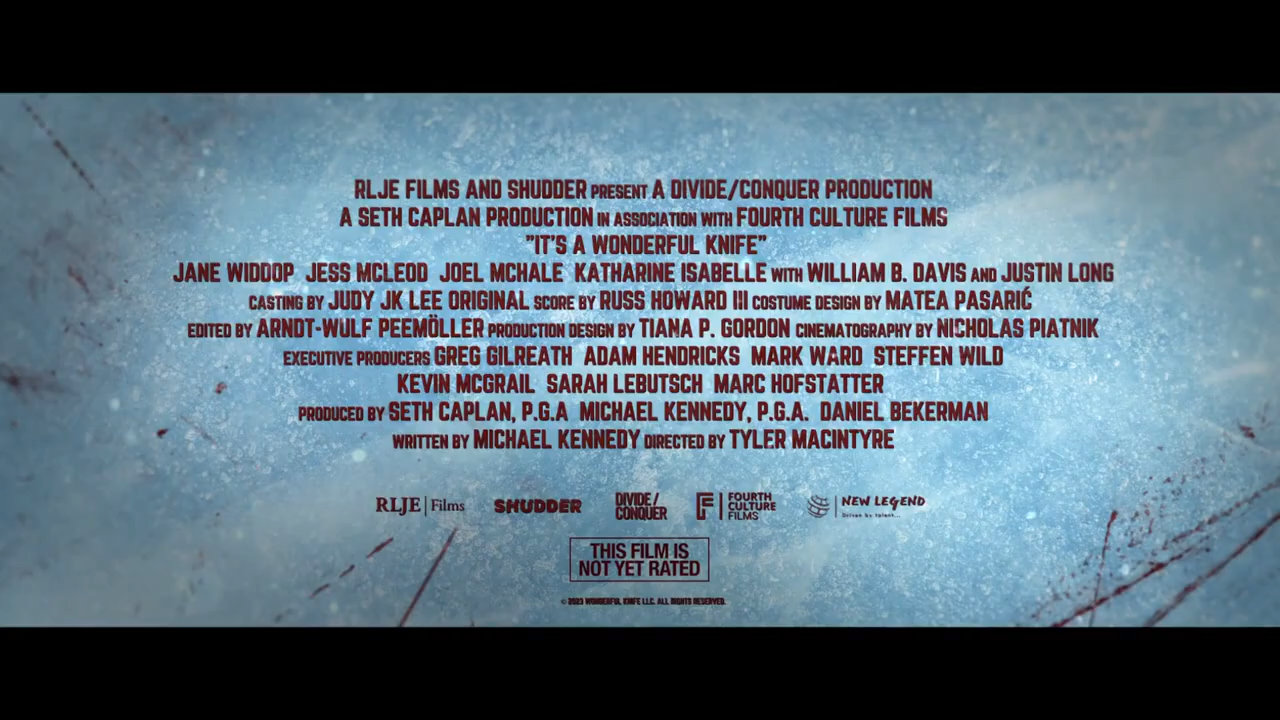 RLJE FILMS AND SHUDDER PRESENT A DIVIDE/CONQUER PRODUCTION
A SETH CAPLAN PRODUCTION IN ASSOCIATION WITH FOURTH CULTURE FILMS
"IT'S A WONDERFUL KNIFE"
JANE WIDDOP JESS MCLEOD JOEL MCHALE KATHARINE ISABELLE WITH WILLIAM B. DAVIS AND JUSTIN LONG
CASTING BY JUDY JK LEE ORIGINAL SCORE BY RUSS HOWARD III COSTUME DESIGN BY MATEA PASARIĆ
EDITED BY ARNDT-WULF PEEMÖLLER PRODUCTION DESIGN BY TIANA P. GORDON CINEMATOGRAPHY BY NICHOLAS PIATNIK
EXECUTIVE PRODUCERS GREG GILREATH ADAM HENDRICKS MARK WARD STEFFEN WILD
KEVIN MCGRAIL SARAH LEBUTSCH MARC HOFSTATTER
PRODUCED BY SETH CAPLAN, P.G.A MICHAEL KENNEDY, P.G.A. DANIEL BEKERMAN
WRITTEN BY MICHAEL KENNEDY DIRECTED BY TYLER MACINTYRE
RLJE | Films
SHUDDER
DIVIDE/
CONQUER
FOURTH
CULTURE
FILMS
NEW LEGEND
Driven by talent...
THIS FILM IS
NOT YET RATED
© 2023 WONDERFUL KNIFE LLC. ALL RIGHTS RESERVED.